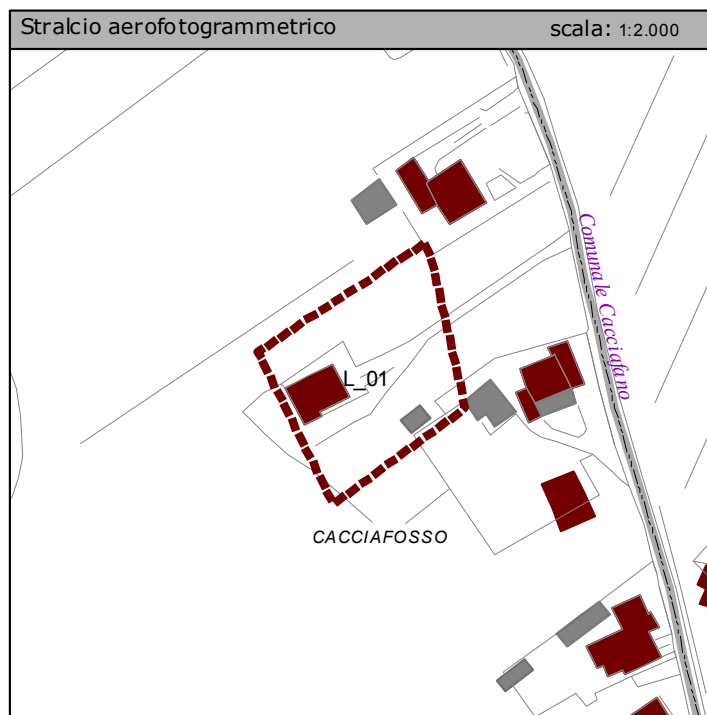 Stralcio aerofotogrammetrico scala: 1:2.000
Comunale Cacciafano
L_01
CACCIAFOSSO